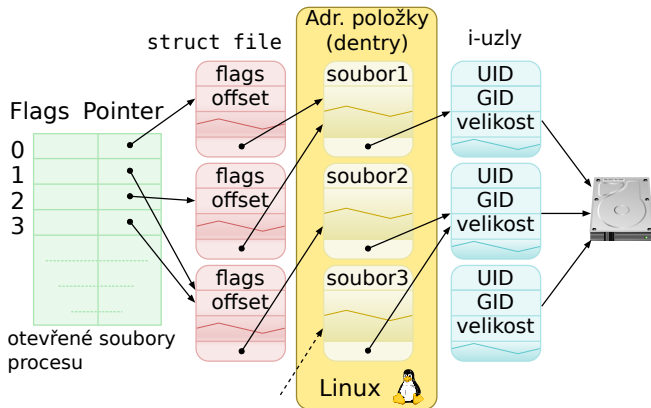 struct file
Adr. položky
(dentry)
i-uzly
Flags Pointer
0
1
2
3
otevřené soubory
procesu
flags
offset
flags
offset
flags
offset
soubor1
soubor2
soubor3
Linux
UID
GID
velikost
UID
GID
velikost
UID
GID
velikost